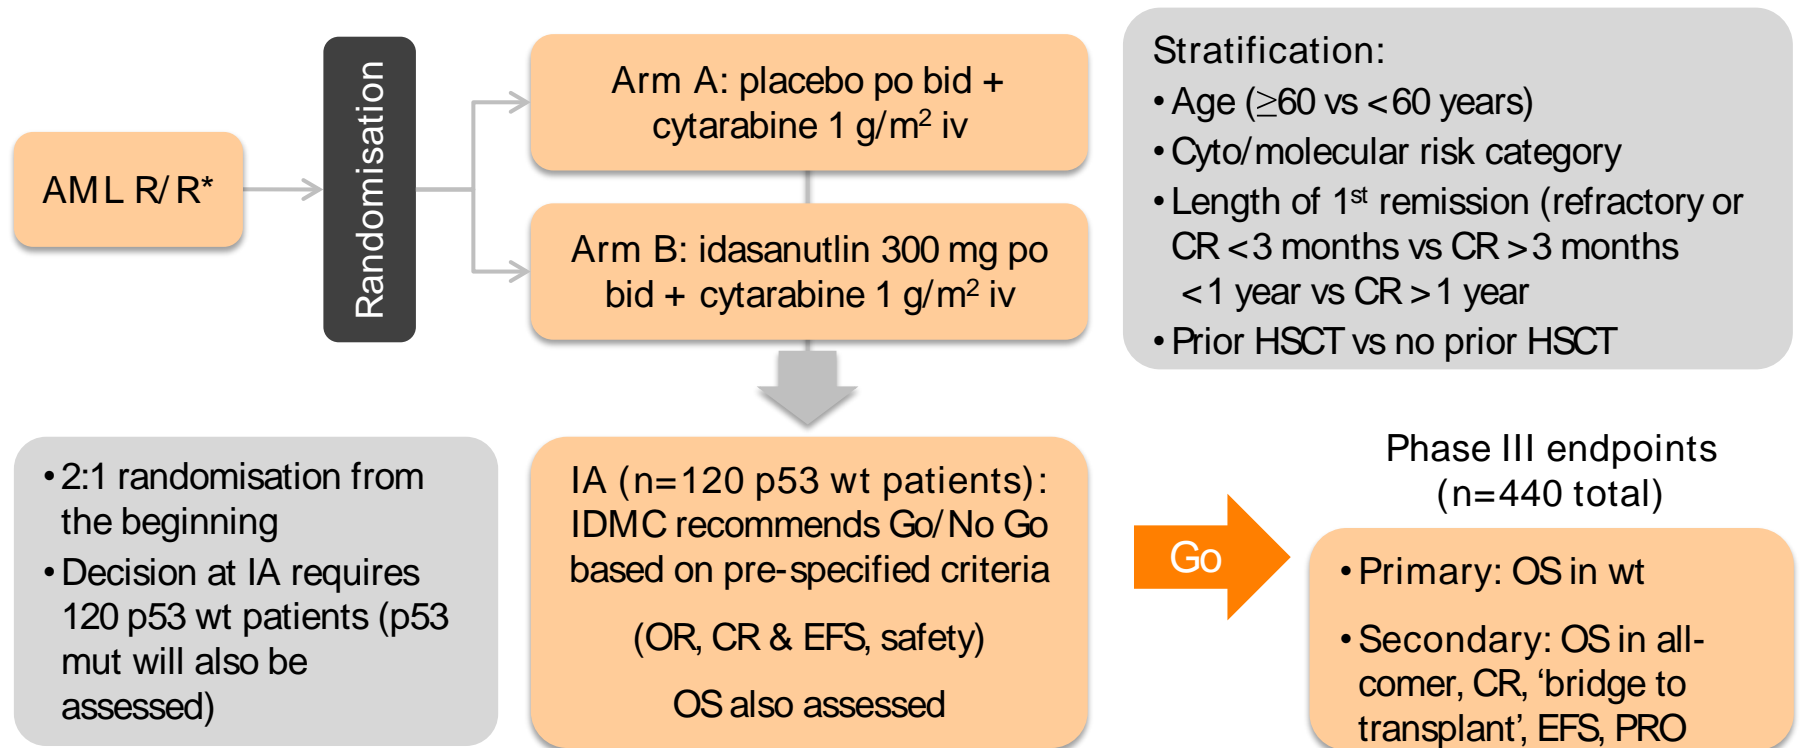 AML R/R*
Randomisation
Arm A: placebo po bid +
cytarabine 1 g/m² iv
Arm B: idasanutlin 300 mg po
bid + cytarabine 1 g/m² iv
Stratification:
• Age (≥60 vs <60 years)
• Cyto/molecular risk category
• Length of 1st remission (refractory or
CR <3 months vs CR >3 months
<1 year vs CR >1 year
• Prior HSCT vs no prior HSCT
• 2:1 randomisation from
the beginning
• Decision at IA requires
120 p53 wt patients (p53
mut will also be
assessed)
IA (n=120 p53 wt patients):
IDMC recommends Go/No Go
based on pre-specified criteria
(OR, CR & EFS, safety)
OS also assessed
Go
Phase III endpoints
(n=440 total)
• Primary: OS in wt
• Secondary: OS in all-
comer, CR, ‘bridge to
transplant’, EFS, PRO